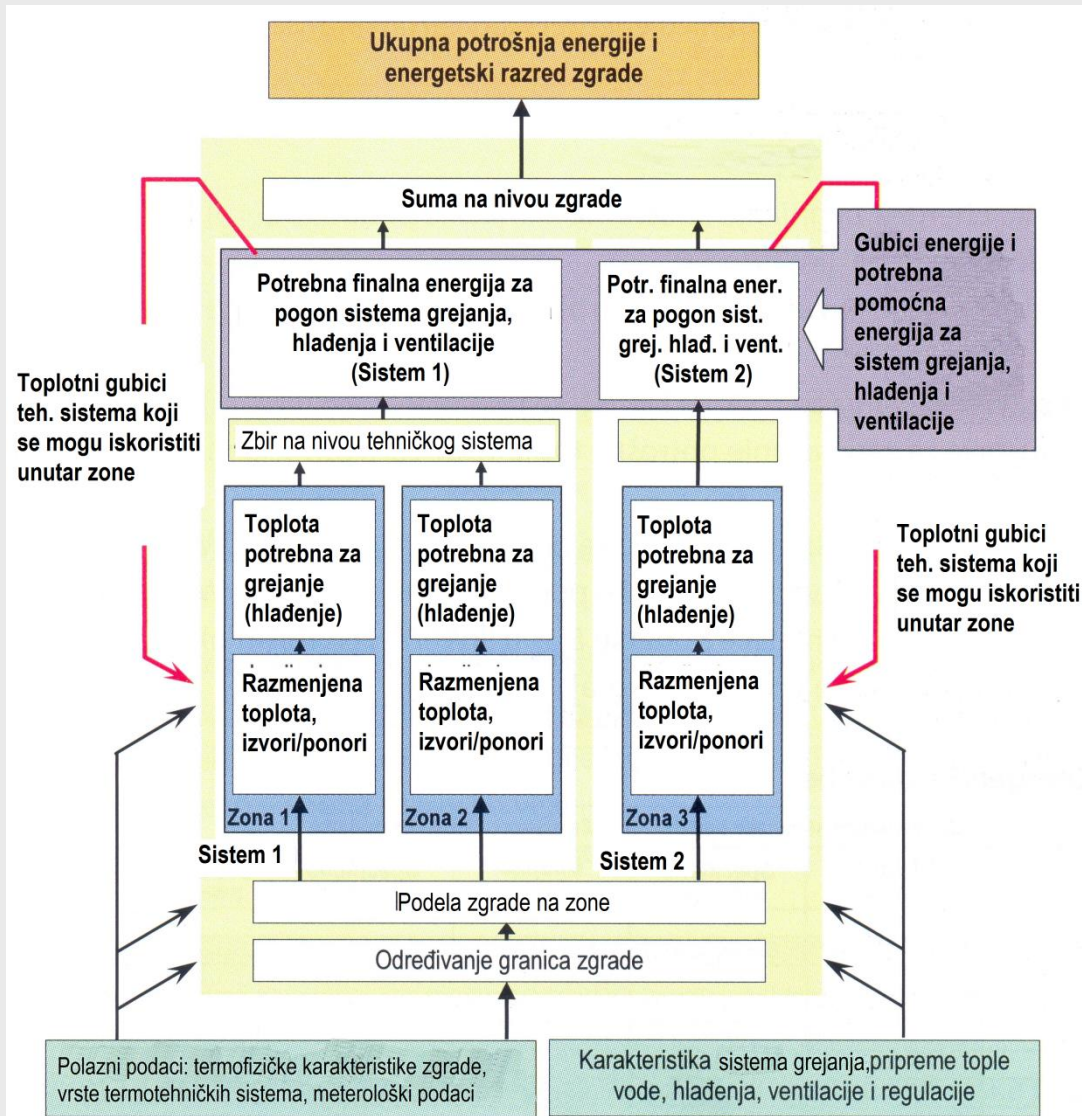 Ukupna potrošnja energije i
energetski razred zgrade
Suma na nivou zgrade
Potrebna finalna energija za
pogon sistema grejanja,
hlađenja i ventilacije
(Sistem 1)
Potr. finalna ener.
za pogon sist.
grej. hlađ. i vent.
(Sistem 2)
Gubici energije i
potrebna
pomoćna
energija za
sistem grejanja,
hlađenja i
ventilacije
Toplotni gubici
teh. sistema koji
se mogu iskoristiti
unutar zone
Zbir na nivou tehničkog sistema
Toplota
potrebna za
grejanje
(hlađenje)
Toplota
potrebna za
grejanje
(hlađenje)
Toplota
potrebna za
grejanje
(hlađenje)
Toplotni gubici
teh. sistema koji
se mogu iskoristiti
unutar zone
Razmenjena
toplota,
izvori/ponori
Razmenjena
toplota,
izvori/ponori
Razmenjena
toplota,
izvori/ponori
Zona 1
Zona 2
Zona 3
Sistem 1
Sistem 2
Podela zgrade na zone
Određivanje granica zgrade
Polazni podaci: termofizičke karakteristike zgrade,
vrste termotehničkih sistema, meterološki podaci
Karakteristika sistema grejanja,pripreme tople
vode, hlađenja, ventilacije i regulacije